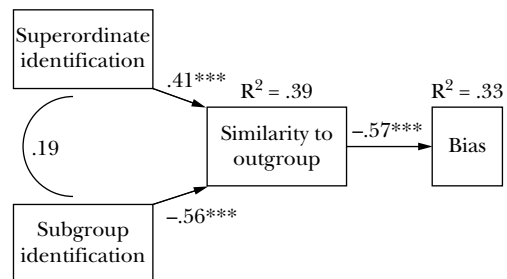 Superordinate
identification
.41***
R² = .39
R² = .33
Similarity to
outgroup
–.57***
Bias
.19
–.56***
Subgroup
identification